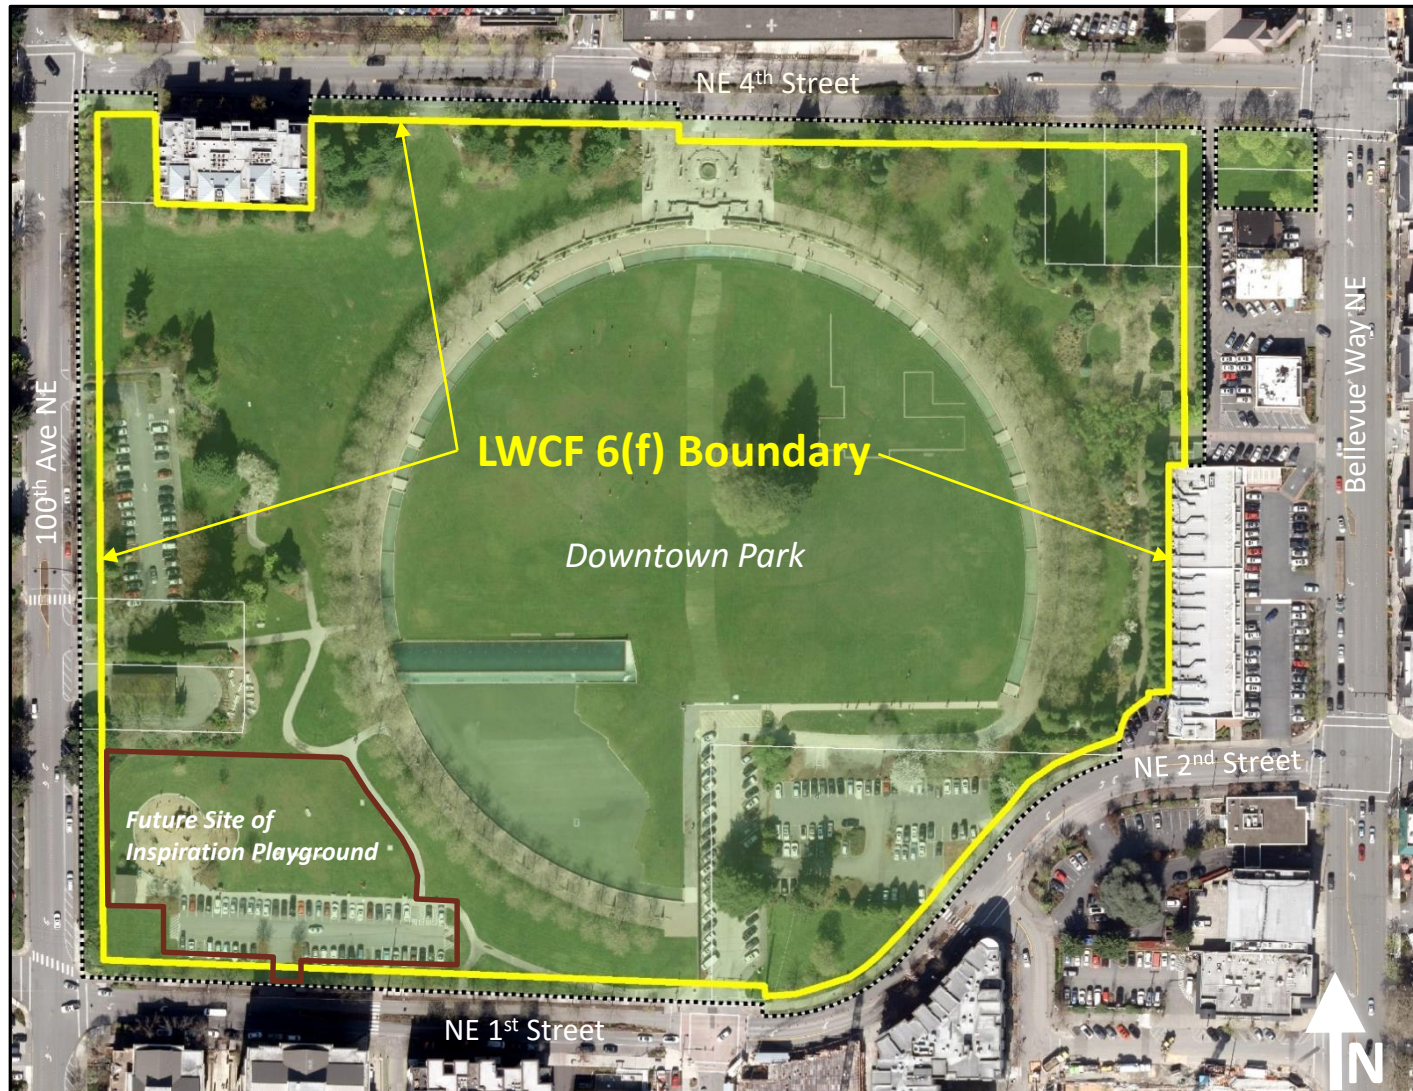 NE 4th Street
100th Ave NE
Bellevue Way NE
LWCF 6(f) Boundary
Downtown Park
NE 2nd Street
Future Site of
Inspiration Playground
NE 1st Street
N